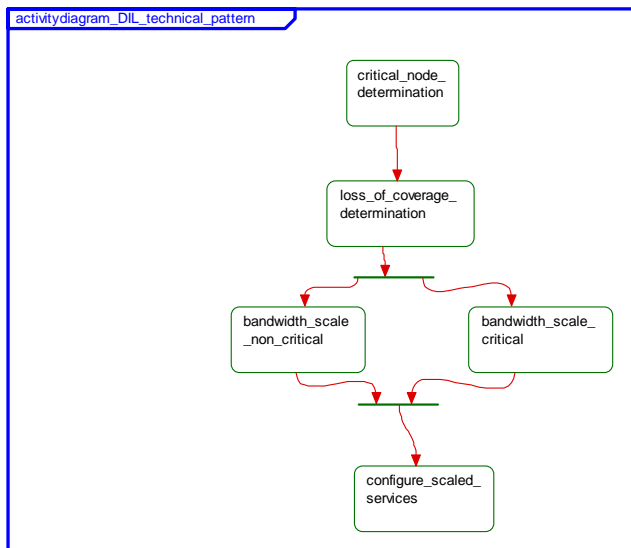 activitydiagram_DIL_technical_pattern
critical_node_
determination
loss_of_coverage_
determination
bandwidth_scale
_non_critical
bandwidth_scale_
critical
configure_scaled_
services